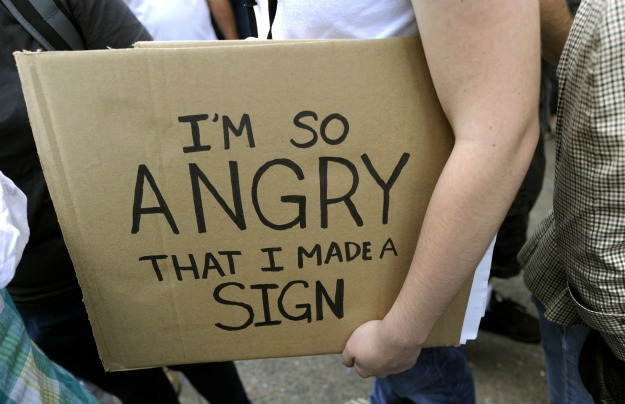 I'M SO
ANGRY
THAT I MADE A
SIGN